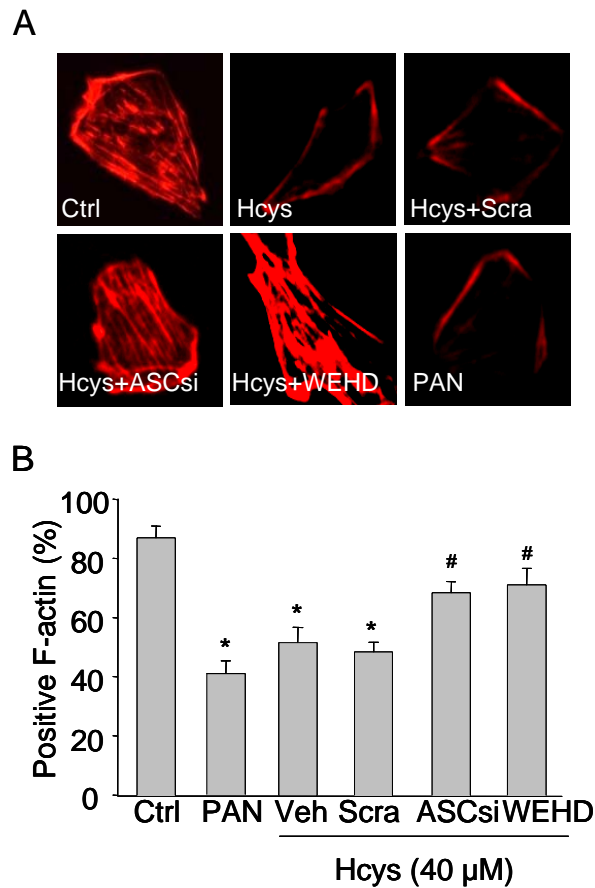 A
Ctrl
Hcys
Hcys+Scra
Hcys+ASCsi
Hcys+WEHD
PAN
B
Positive F-actin (%)
100
80
60
40
20
0
*
*
*
#
#
Ctrl PAN Veh Scra ASCsi WEHD
Hcys (40 µM)